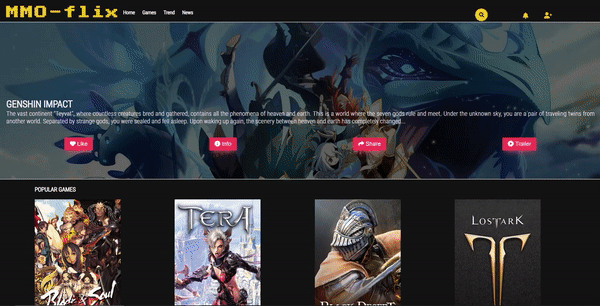 MMO-flix
Home Games Trend News
GENSHIN IMPACT
The vast continent "Teyvat", where countless creatures bred and gathered, contains all the phenomena of heaven and earth. This is a world where the seven gods rule and meet. Under the unknown sky, you are a pair of traveling twins from
another world. Separated by strange gods, you were sealed and fell asleep. Upon waking up again, the scenery between heaven and earth has completely changed...
Like Info Share Trailer
POPULAR GAMES
Blade & Soul
TERA
BLACK DESERT
LOSTARK